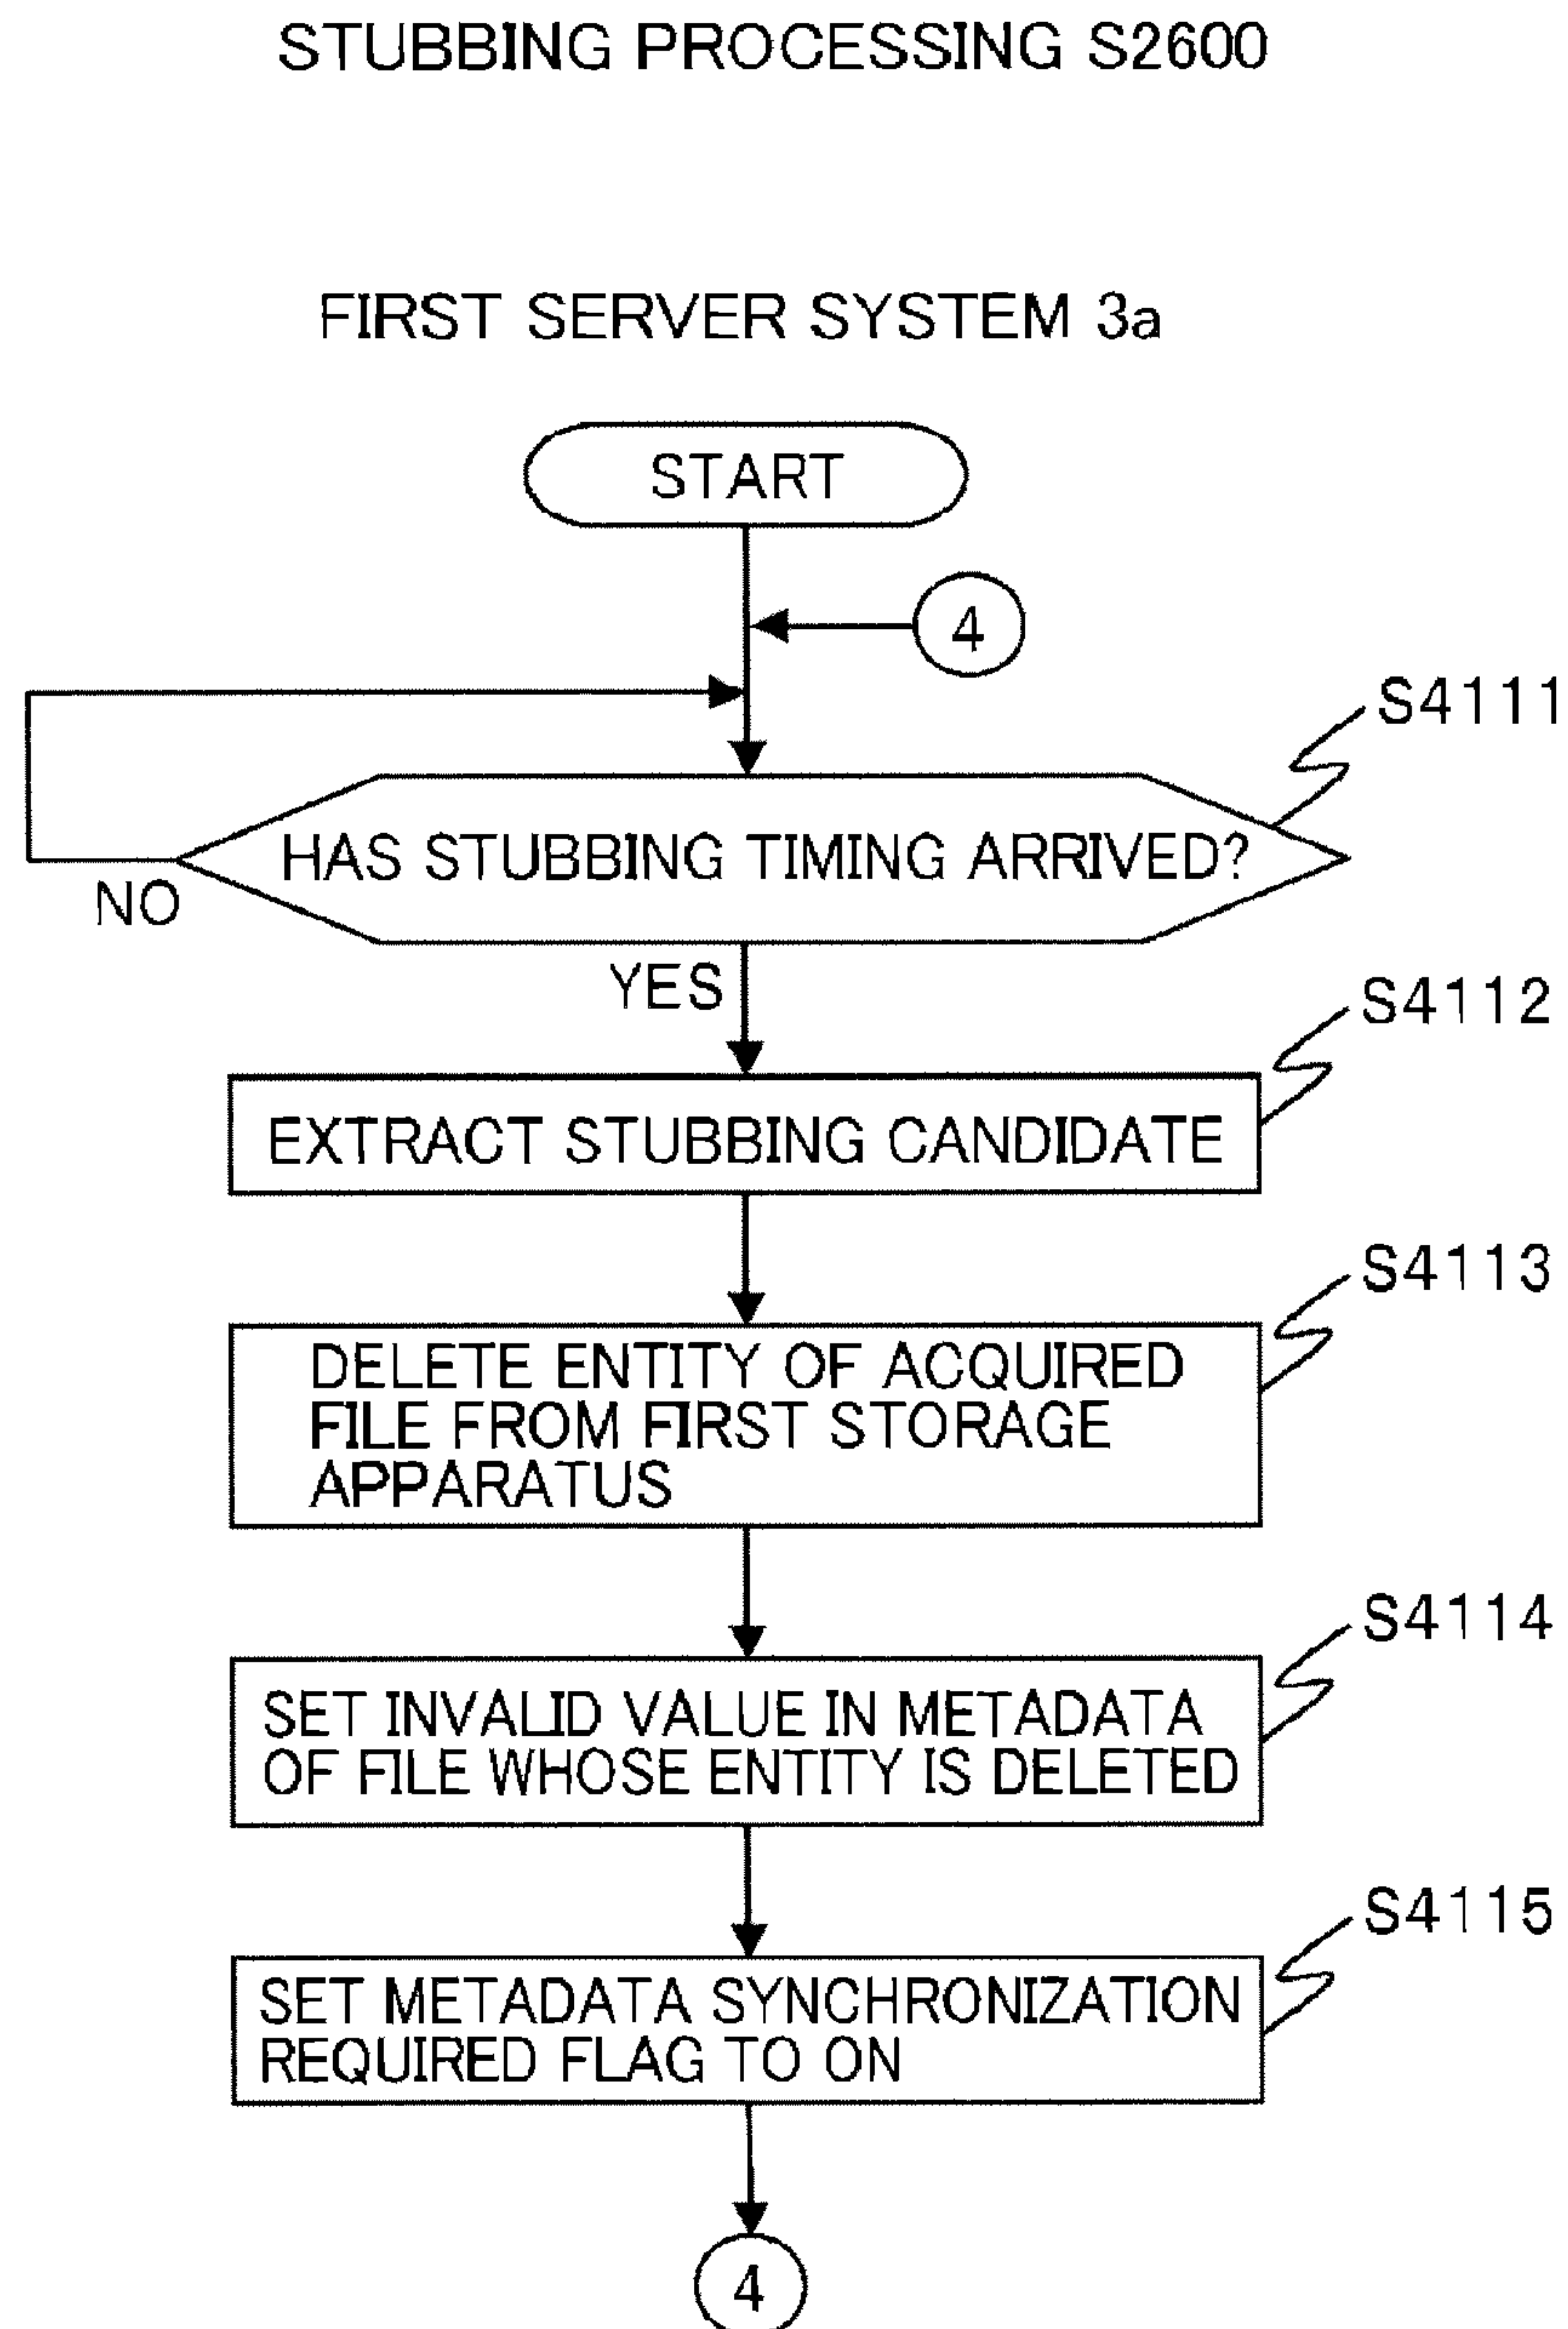 STUBBING PROCESSING S2600
FIRST SERVER SYSTEM 3a
START
4
S4111
HAS STUBBING TIMING ARRIVED?
NO
YES
S4112
EXTRACT STUBBING CANDIDATE
S4113
DELETE ENTITY OF ACQUIRED
FILE FROM FIRST STORAGE
APPARATUS
S4114
SET INVALID VALUE IN METADATA
OF FILE WHOSE ENTITY IS DELETED
S4115
SET METADATA SYNCHRONIZATION
REQUIRED FLAG TO ON
4